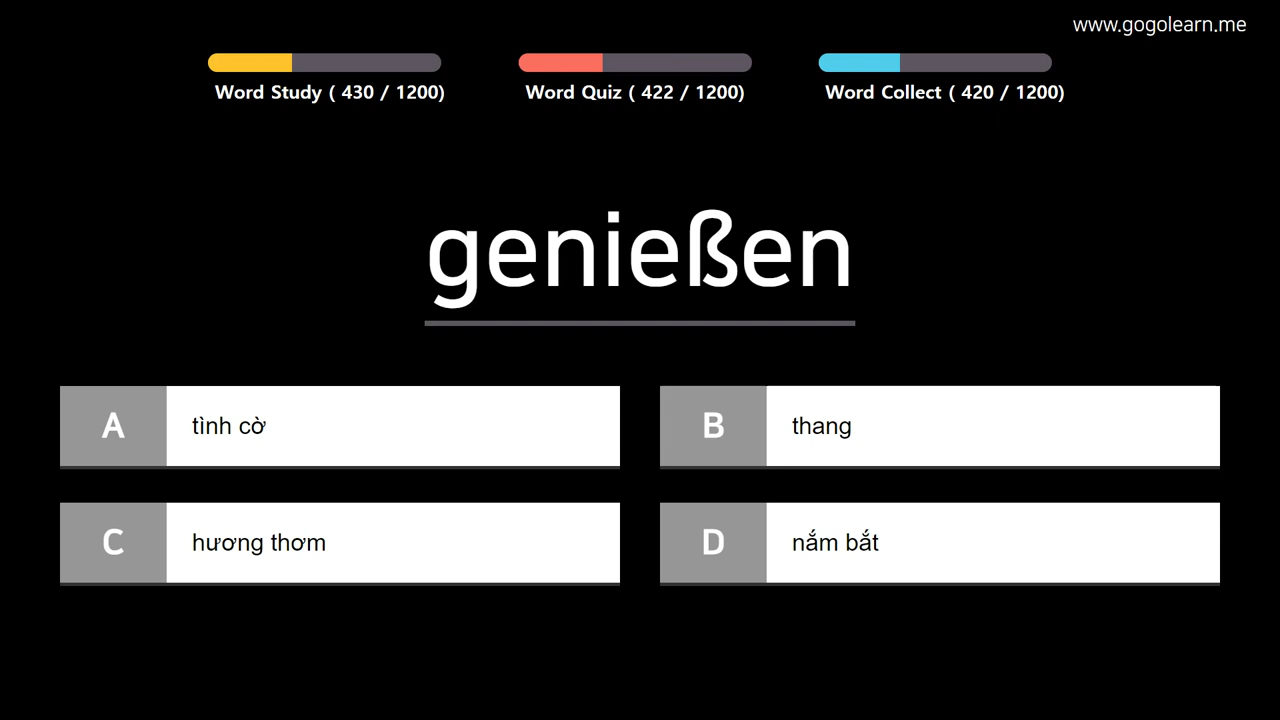 www.gogolearn.me
Word Study ( 430 / 1200)
Word Quiz ( 422 / 1200)
Word Collect ( 420 / 1200)
genießen
A tình cờ
B thang
C hương thơm
D nắm bắt